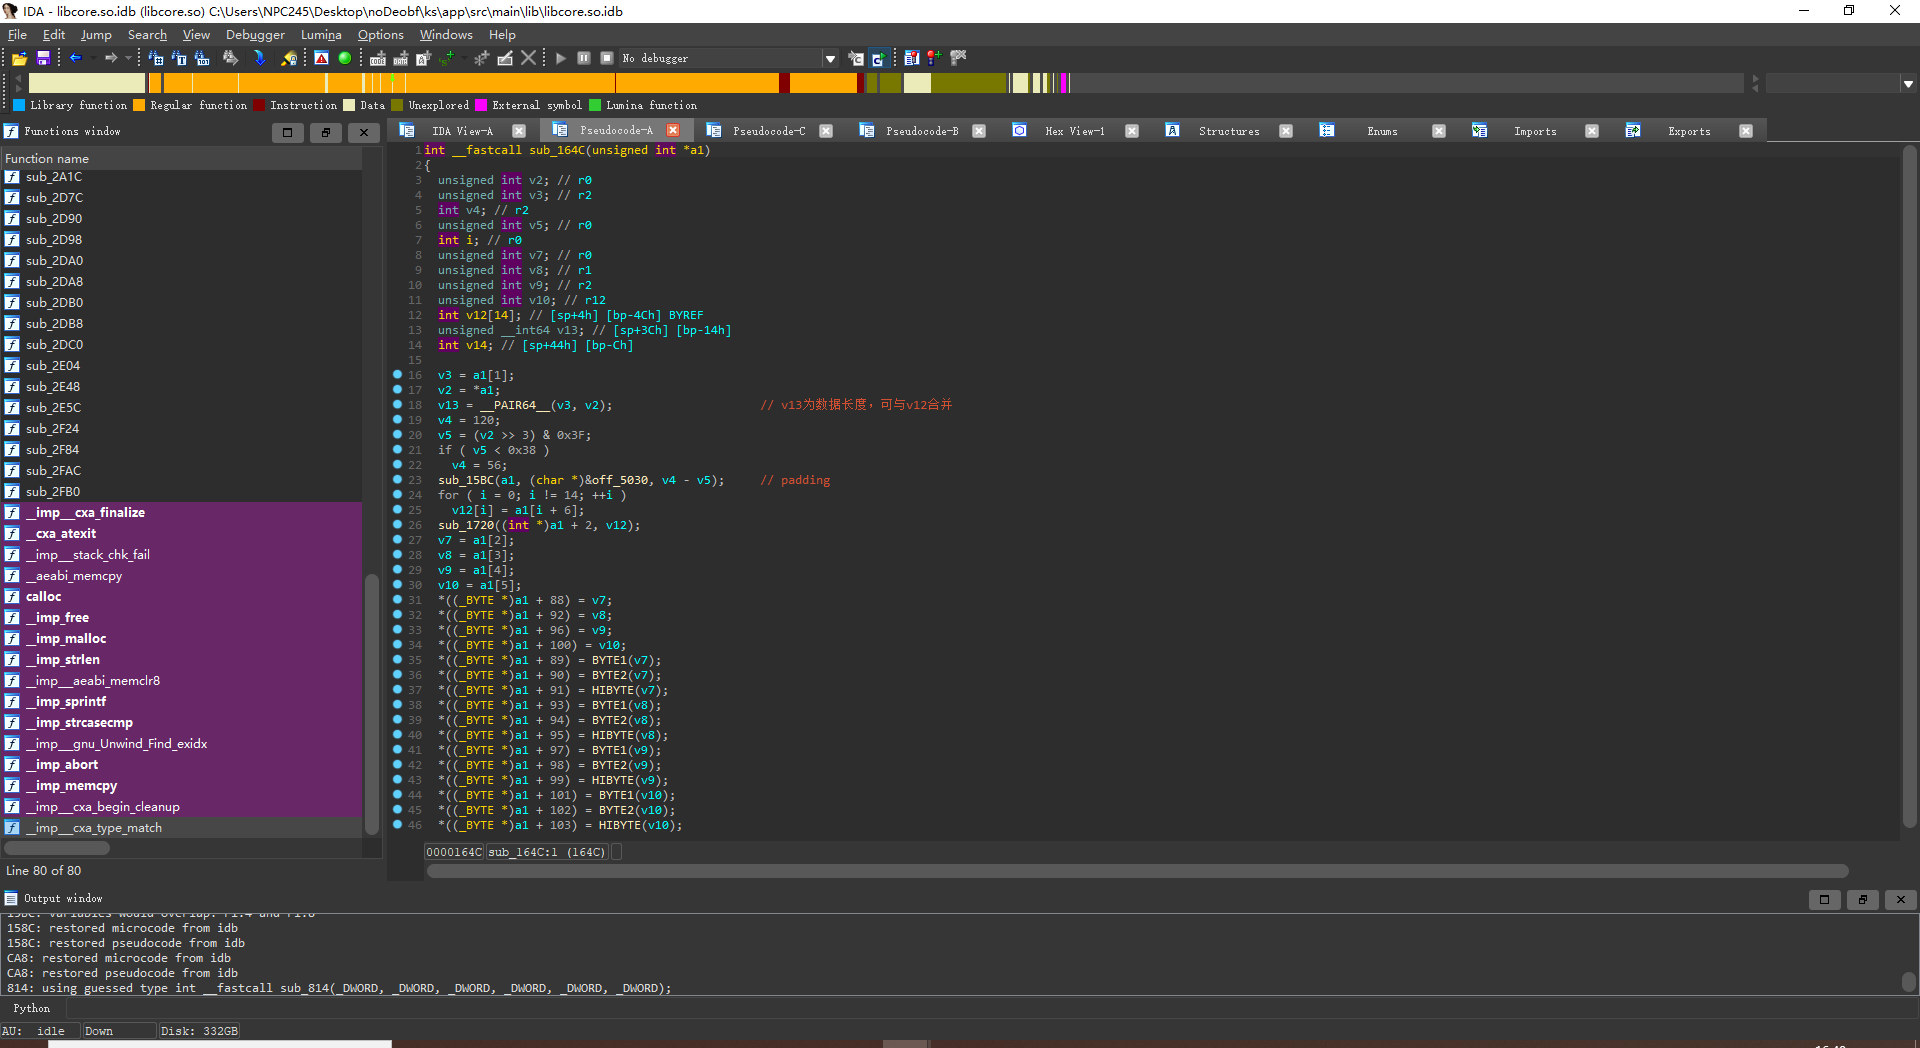 IDA - libcore.so.idb (libcore.so) C:\Users\NPC245\Desktop\noDeobf\ks\app\src\main\lib\libcore.so.idb
File Edit Jump Search View Debugger Lumina Options Windows Help
No debugger
Library function Regular function Instruction Data Unexplored External symbol Lumina function
Functions window
Function name
sub_2A1C
sub_2D7C
sub_2D90
sub_2D98
sub_2DA0
sub_2DA8
sub_2DB0
sub_2DB8
sub_2DC0
sub_2E04
sub_2E48
sub_2E5C
sub_2F24
sub_2F84
sub_2FAC
sub_2FB0
__imp___cxa_finalize
__cxa_atexit
__imp___stack_chk_fail
__aeabi_memcpy
calloc
__imp_free
__imp_malloc
__imp_strlen
__imp___aeabi_memclr8
__imp_sprintf
__imp_strcasecmp
__imp___gnu_Unwind_Find_exidx
__imp_abort
__imp_memcpy
__imp___cxa_begin_cleanup
__imp___cxa_type_match
Line 80 of 80
IDA View-A Pseudocode-A Pseudocode-C Pseudocode-B Hex View-1 Structures Enums Imports Exports
1 int __fastcall sub_164C(unsigned int *a1)
2 {
3 unsigned int v2; // r0
4 unsigned int v3; // r2
5 int v4; // r2
6 unsigned int v5; // r0
7 int i; // r0
8 unsigned int v7; // r0
9 unsigned int v8; // r1
10 unsigned int v9; // r2
11 unsigned int v10; // r12
12 int v12[14]; // [sp+4h] [bp-4Ch] BYREF
13 unsigned __int64 v13; // [sp+3Ch] [bp-14h]
14 int v14; // [sp+44h] [bp-Ch]
15
16 v3 = a1[1];
17 v2 = *a1;
18 v13 = __PAIR64__(v3, v2); // v13为数据长度，可与v12合并
19 v4 = 120;
20 v5 = (v2 >> 3) & 0x3F;
21 if ( v5 < 0x38 )
22 v4 = 56;
23 sub_15BC(a1, (char *)&off_5030, v4 - v5); // padding
24 for ( i = 0; i != 14; ++i )
25 v12[i] = a1[i + 6];
26 sub_1720((int *)a1 + 2, v12);
27 v7 = a1[2];
28 v8 = a1[3];
29 v9 = a1[4];
30 v10 = a1[5];
31 *((_BYTE *)a1 + 88) = v7;
32 *((_BYTE *)a1 + 92) = v8;
33 *((_BYTE *)a1 + 96) = v9;
34 *((_BYTE *)a1 + 100) = v10;
35 *((_BYTE *)a1 + 89) = BYTE1(v7);
36 *((_BYTE *)a1 + 90) = BYTE2(v7);
37 *((_BYTE *)a1 + 91) = HIBYTE(v7);
38 *((_BYTE *)a1 + 93) = BYTE1(v8);
39 *((_BYTE *)a1 + 94) = BYTE2(v8);
40 *((_BYTE *)a1 + 95) = HIBYTE(v8);
41 *((_BYTE *)a1 + 97) = BYTE1(v9);
42 *((_BYTE *)a1 + 98) = BYTE2(v9);
43 *((_BYTE *)a1 + 99) = HIBYTE(v9);
44 *((_BYTE *)a1 + 101) = BYTE1(v10);
45 *((_BYTE *)a1 + 102) = BYTE2(v10);
46 *((_BYTE *)a1 + 103) = HIBYTE(v10);
0000164C sub_164C:1 (164C)
Output window
15BC: variables would overlap:
158C: restored microcode from idb
158C: restored pseudocode from idb
CA8: restored microcode from idb
CA8: restored pseudocode from idb
814: using guessed type int __fastcall sub_814(_DWORD, _DWORD, _DWORD, _DWORD, _DWORD, _DWORD);
Python
AU: idle Down Disk: 332GB